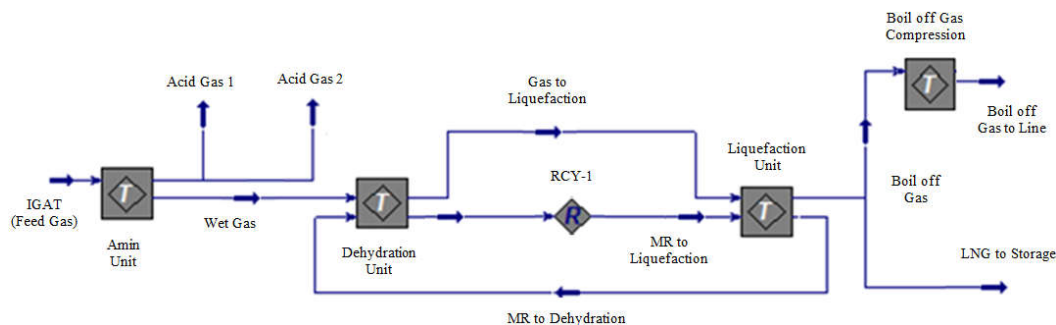 Boil off Gas
Compression
T
Boil off
Gas to Line
Acid Gas 1
Acid Gas 2
Gas to
Liquefaction
Liquefaction
Unit
RCY-1
Boil off
Gas
T
T
R
T
IGAT
(Feed Gas)
Wet Gas
Amin
Unit
Dehydration
Unit
MR to
Liquefaction
LNG to Storage
MR to Dehydration